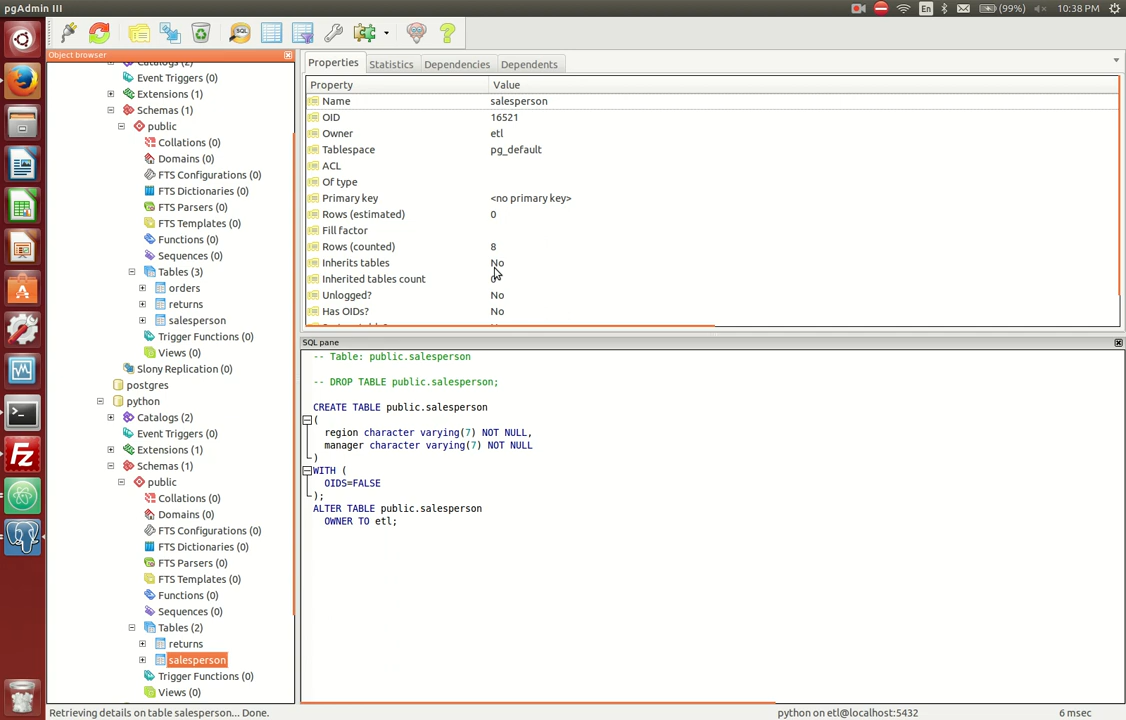 pgAdmin III
En
(99%)
10:38 PM
SQL
Object browser
Catalogs (2)
Event Triggers (0)
Extensions (1)
Schemas (1)
public
Collations (0)
Domains (0)
FTS Configurations (0)
FTS Dictionaries (0)
FTS Parsers (0)
FTS Templates (0)
Functions (0)
Sequences (0)
Tables (3)
orders
returns
salesperson
Trigger Functions (0)
Views (0)
Slony Replication (0)
postgres
python
Catalogs (2)
Event Triggers (0)
Extensions (1)
Schemas (1)
public
Collations (0)
Domains (0)
FTS Configurations (0)
FTS Dictionaries (0)
FTS Parsers (0)
FTS Templates (0)
Functions (0)
Sequences (0)
Tables (2)
returns
salesperson
Trigger Functions (0)
Views (0)
Properties Statistics Dependencies Dependents
Property Value
Name salesperson
OID 16521
Owner etl
Tablespace pg_default
ACL
Of type
Primary key <no primary key>
Rows (estimated) 0
Fill factor
Rows (counted) 8
Inherits tables No
Inherited tables count 0
Unlogged? No
Has OIDs? No
SQL pane
-- Table: public.salesperson
-- DROP TABLE public.salesperson;
CREATE TABLE public.salesperson
(
region character varying(7) NOT NULL,
manager character varying(7) NOT NULL
)
WITH (
OIDS=FALSE
);
ALTER TABLE public.salesperson
OWNER TO etl;
Retrieving details on table salesperson... Done.
python on etl@localhost:5432
6 msec